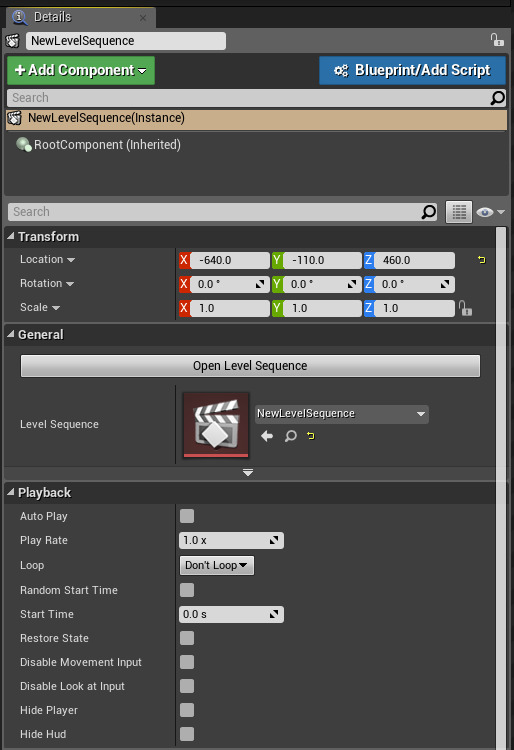 Details
NewLevelSequence
+ Add Component
Blueprint/Add Script
Search
NewLevelSequence(Instance)
RootComponent (Inherited)
Search
Transform
Location X -640.0 Y -110.0 Z 460.0
Rotation X 0.0 ° Y 0.0 ° Z 0.0 °
Scale X 1.0 Y 1.0 Z 1.0
General
Open Level Sequence
Level Sequence NewLevelSequence
Playback
Auto Play
Play Rate 1.0 x
Loop Don't Loop
Random Start Time
Start Time 0.0 s
Restore State
Disable Movement Input
Disable Look at Input
Hide Player
Hide Hud